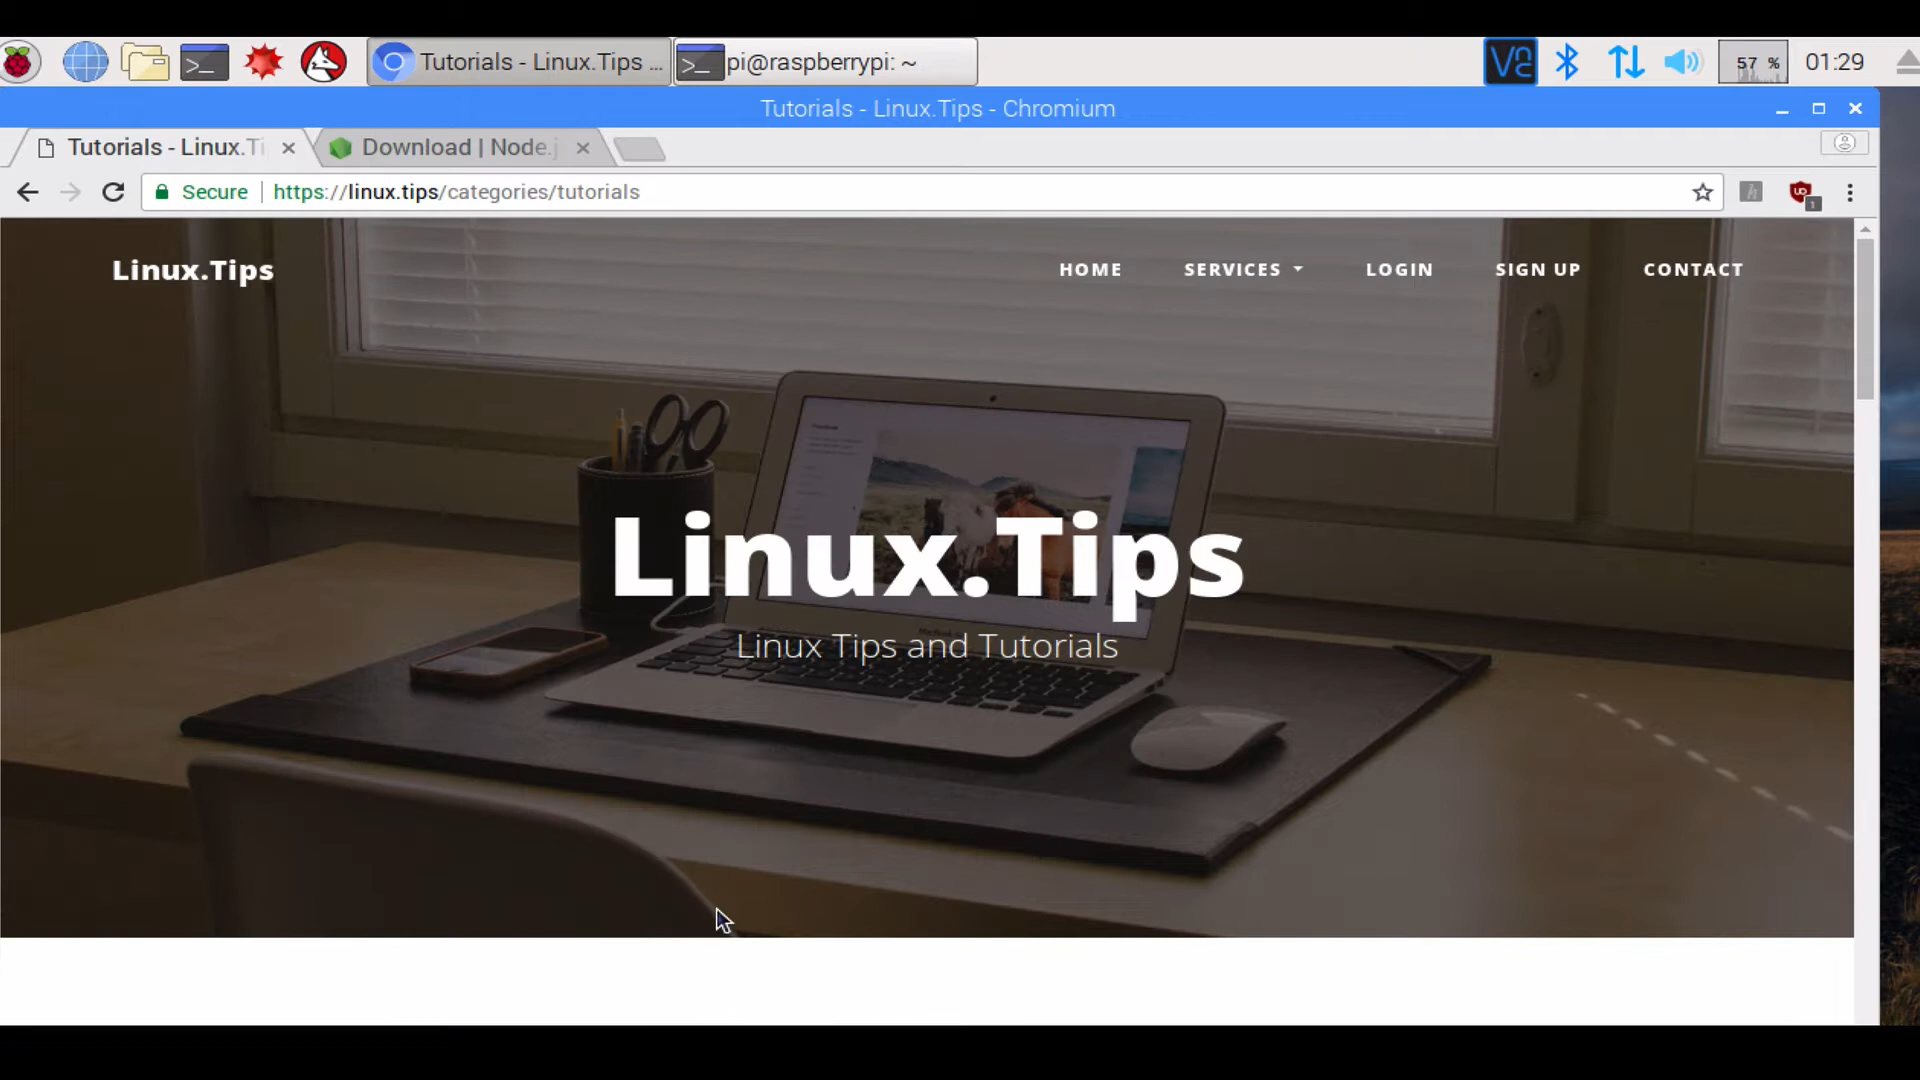 Tutorials - Linux.Tips ...
pi@raspberrypi: ~
57 %
01:29
Tutorials - Linux.Tips - Chromium
Tutorials - Linux.Ti
Download | Node.j
Secure
https://linux.tips/categories/tutorials
1
Linux.Tips
HOME
SERVICES
LOGIN
SIGN UP
CONTACT
Linux.Tips
Linux Tips and Tutorials